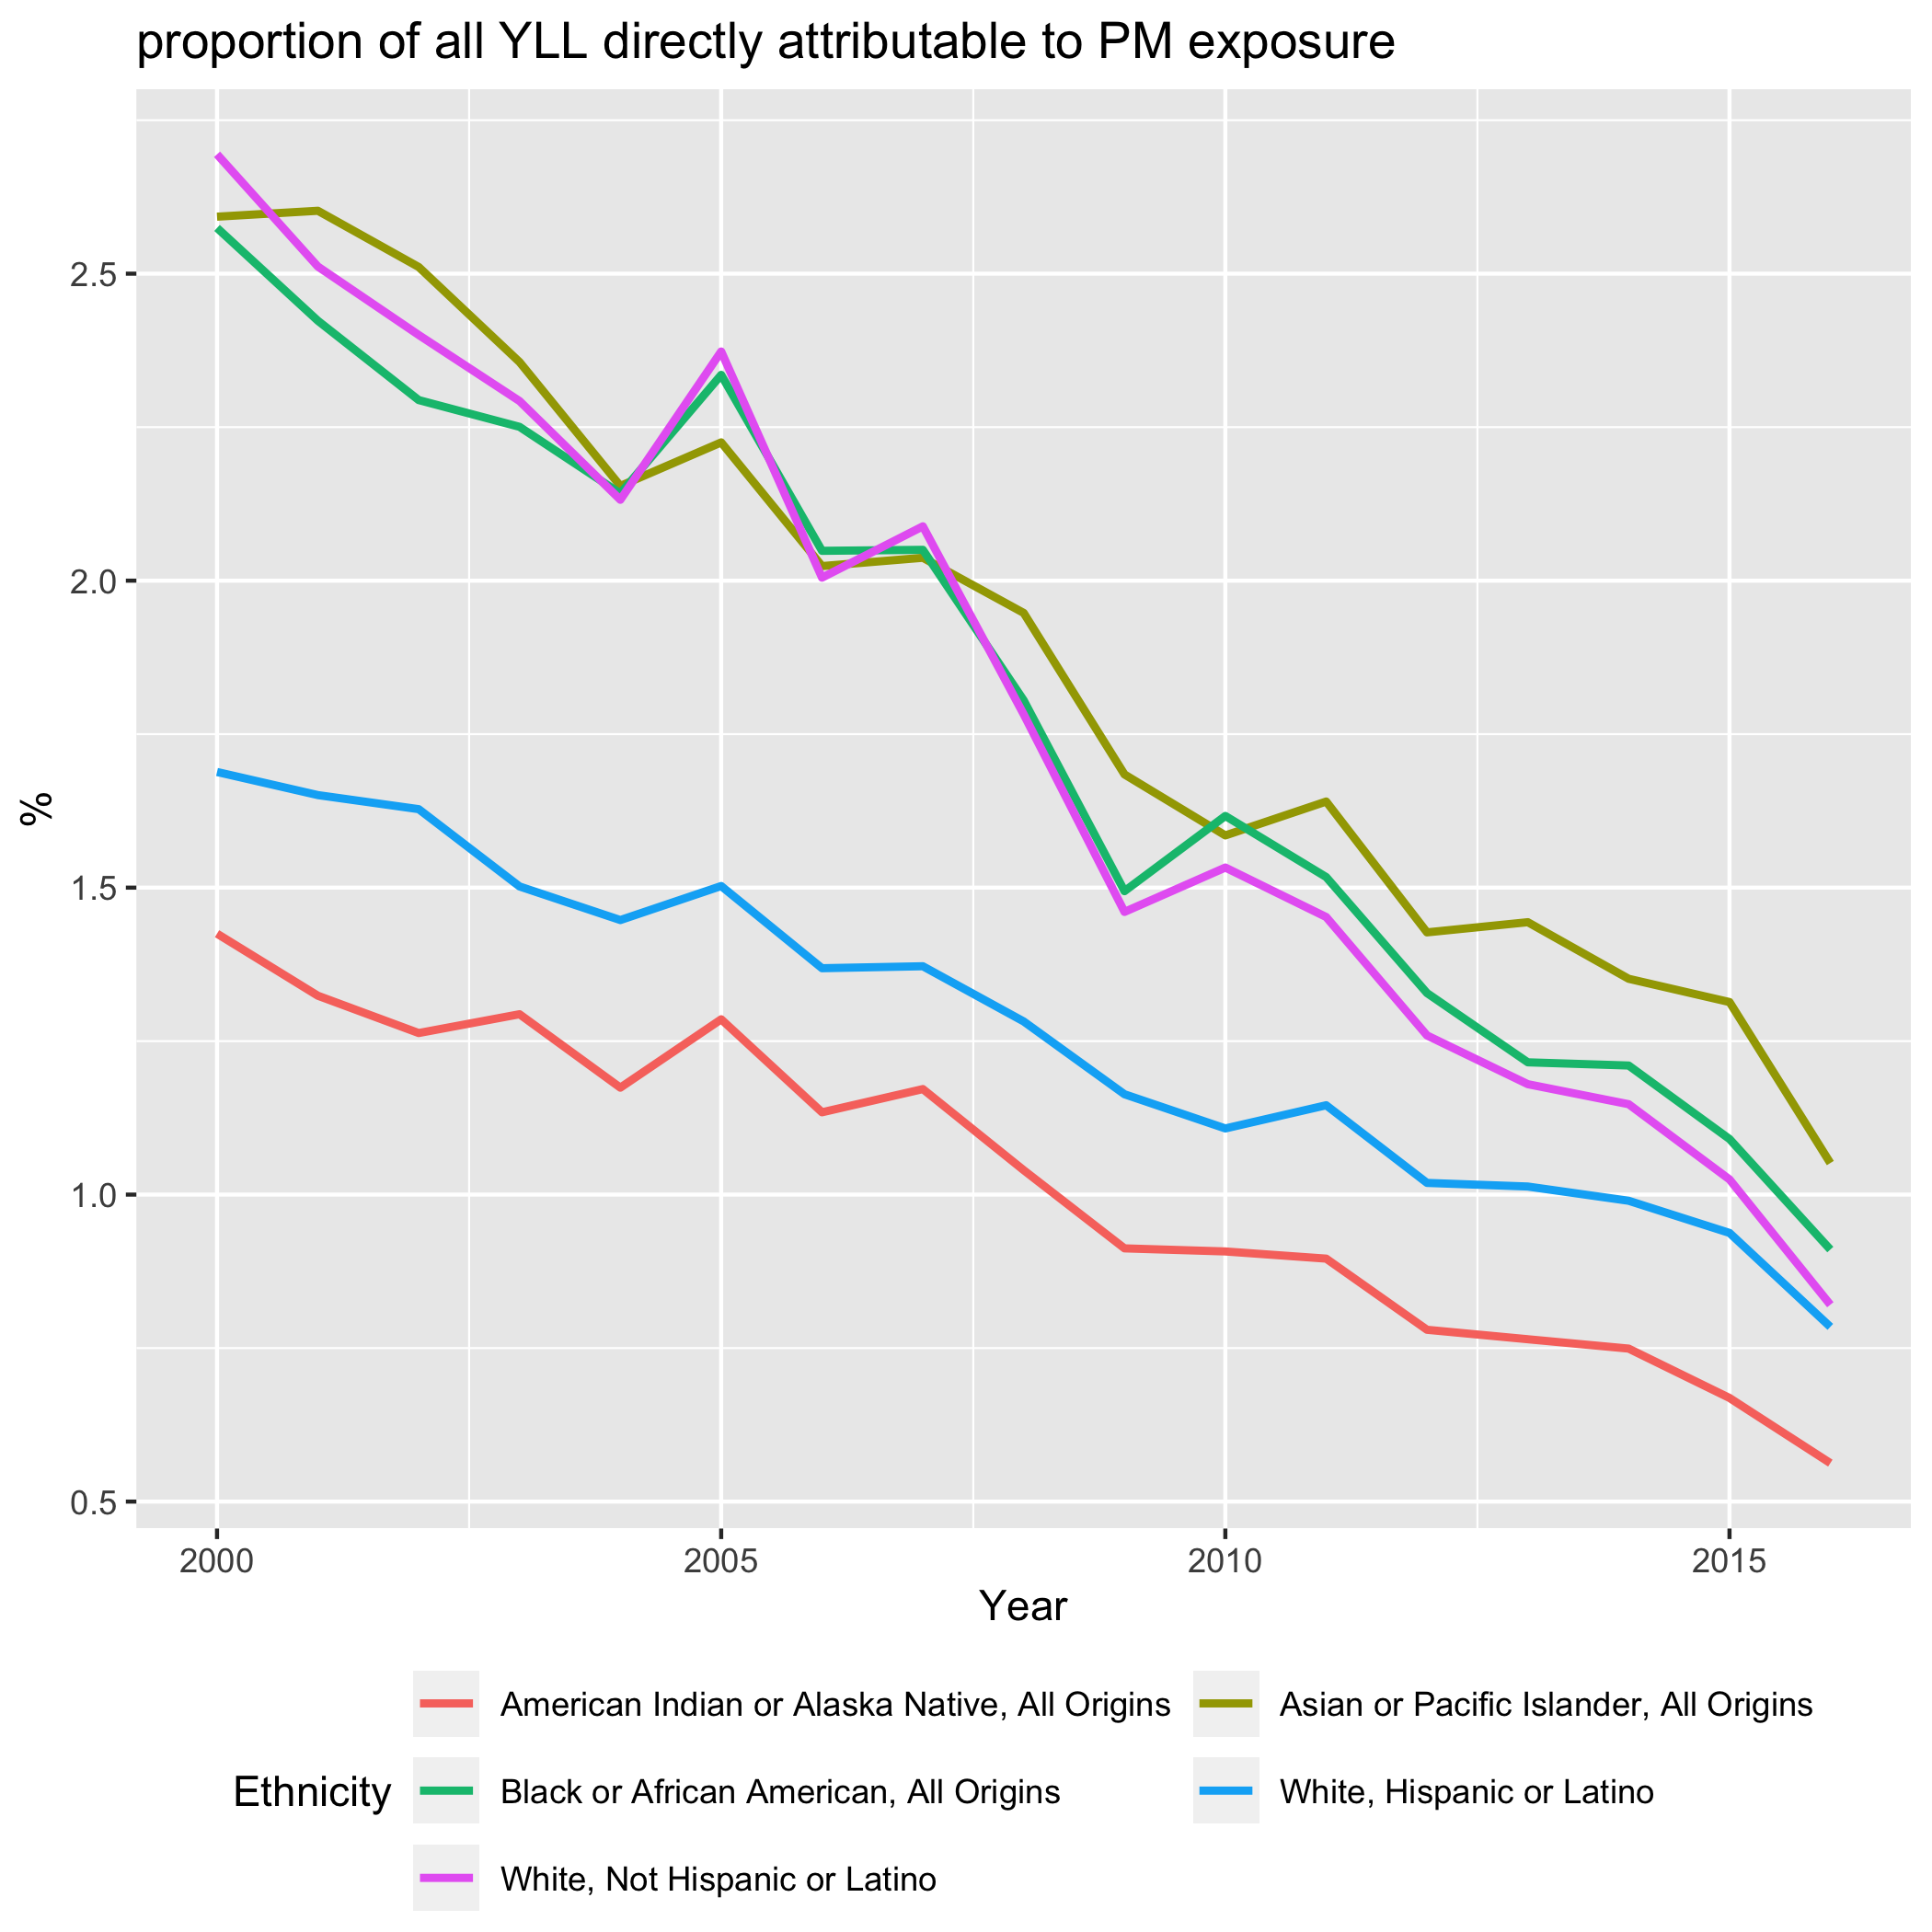 proportion of all YLL directly attributable to PM exposure
%
2.5
2.0
1.5
1.0
0.5
2000 2005 2010 2015
Year
Ethnicity
American Indian or Alaska Native, All Origins
Asian or Pacific Islander, All Origins
Black or African American, All Origins
White, Hispanic or Latino
White, Not Hispanic or Latino